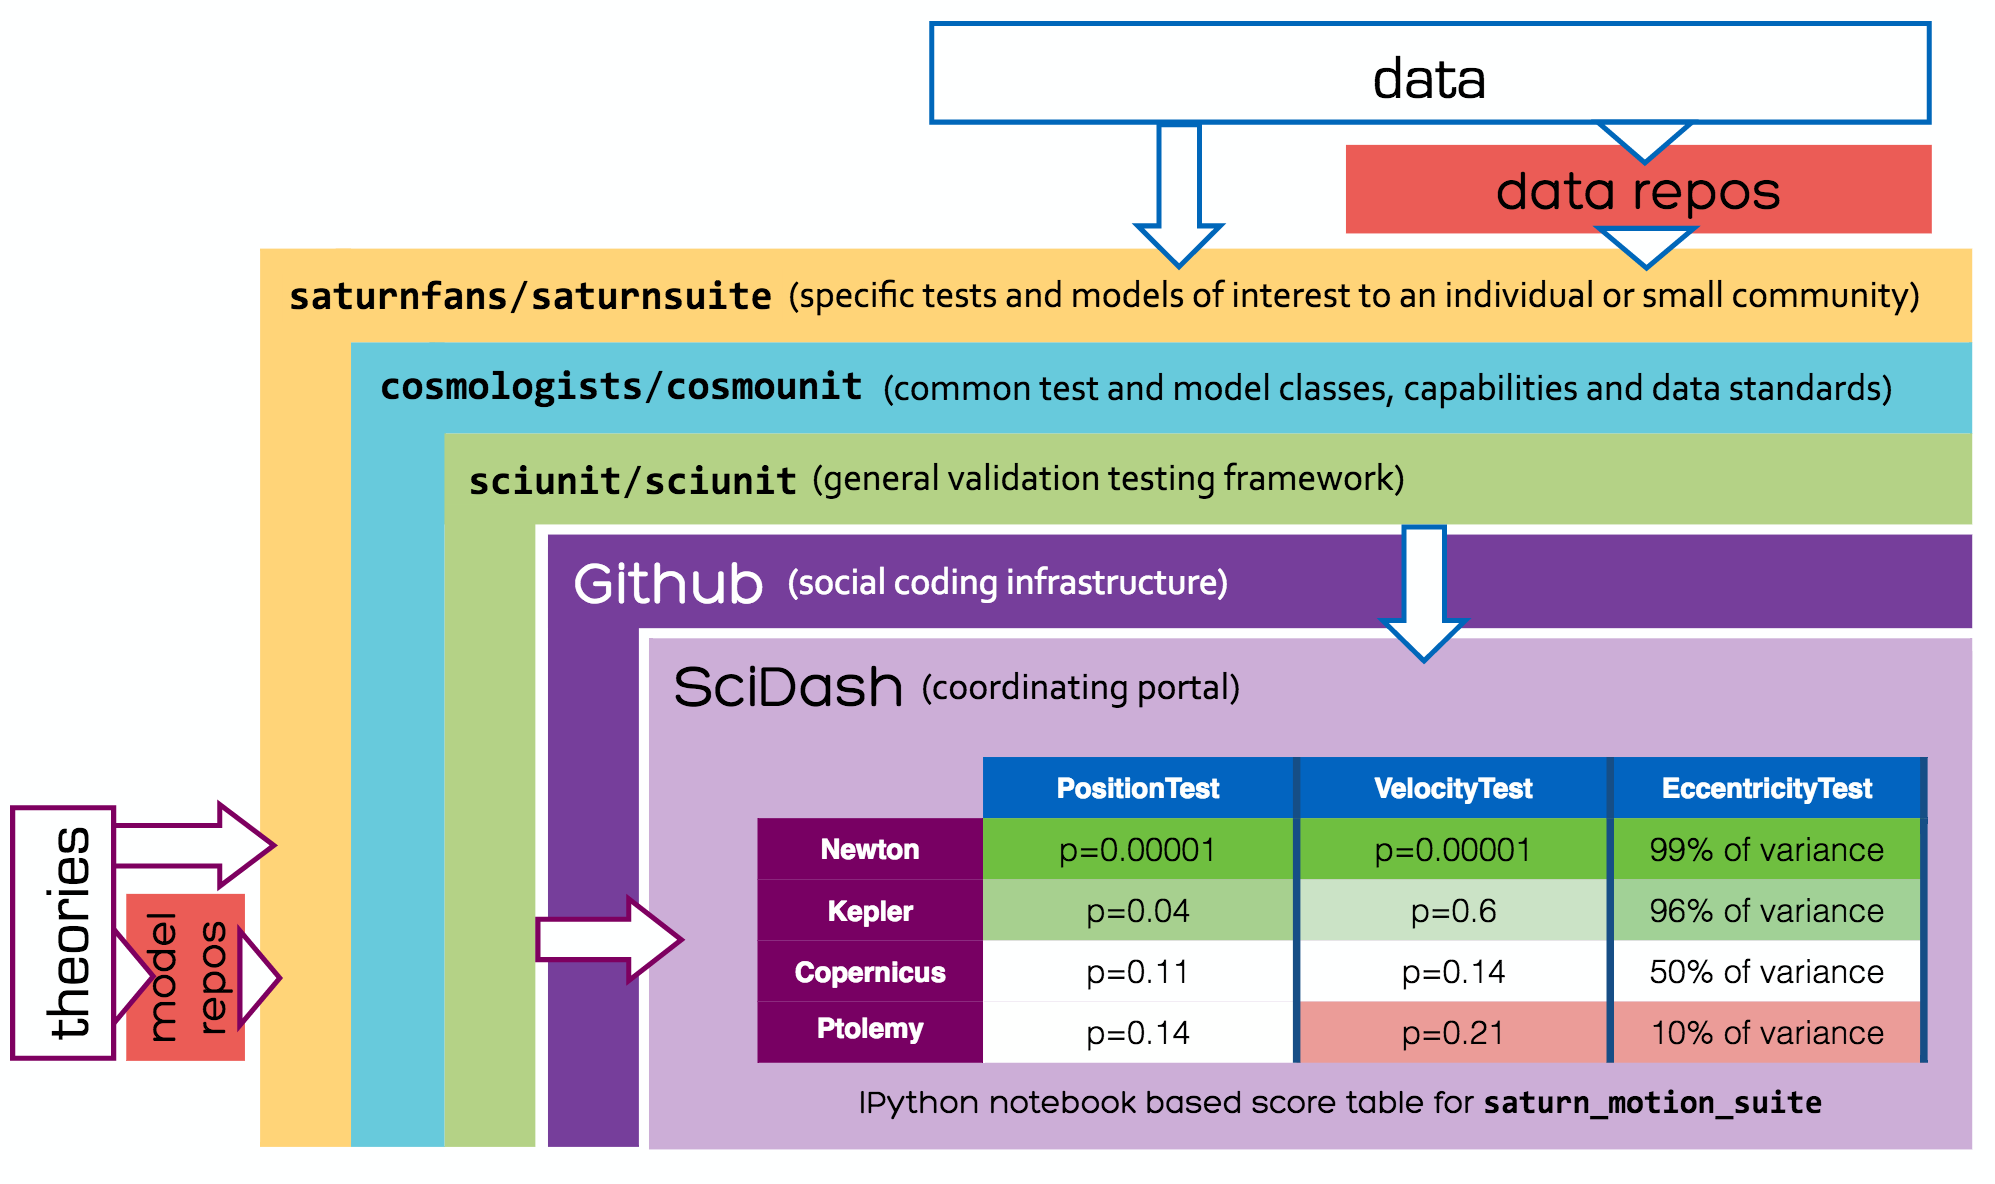 data
data repos
saturnfans/saturnsuite (specific tests and models of interest to an individual or small community)
cosmologists/cosmounit (common test and model classes, capabilities and data standards)
sciunit/sciunit (general validation testing framework)
Github (social coding infrastructure)
SciDash (coordinating portal)
theories
model
repos
PositionTest VelocityTest EccentricityTest
Newton p=0.00001 p=0.00001 99% of variance
Kepler p=0.04 p=0.6 96% of variance
Copernicus p=0.11 p=0.14 50% of variance
Ptolemy p=0.14 p=0.21 10% of variance
IPython notebook based score table for saturn_motion_suite